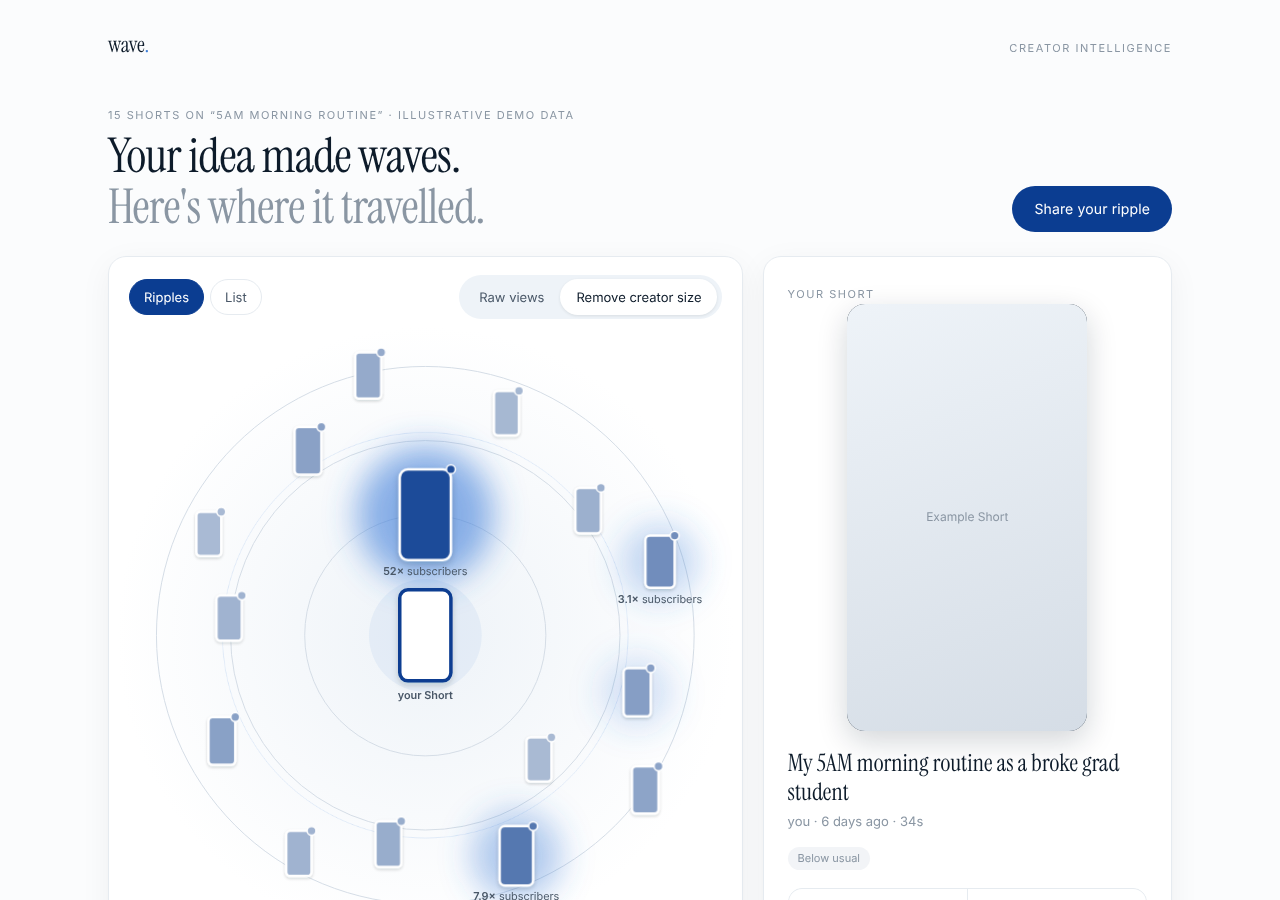 wave.
CREATOR INTELLIGENCE
15 SHORTS ON “5AM MORNING ROUTINE” · ILLUSTRATIVE DEMO DATA
Your idea made waves.
Here's where it travelled.
Share your ripple
Ripples
List
Raw views
Remove creator size
52× subscribers
3.1× subscribers
your Short
7.9× subscribers
YOUR SHORT
Example Short
My 5AM morning routine as a broke grad
student
you · 6 days ago · 34s
Below usual